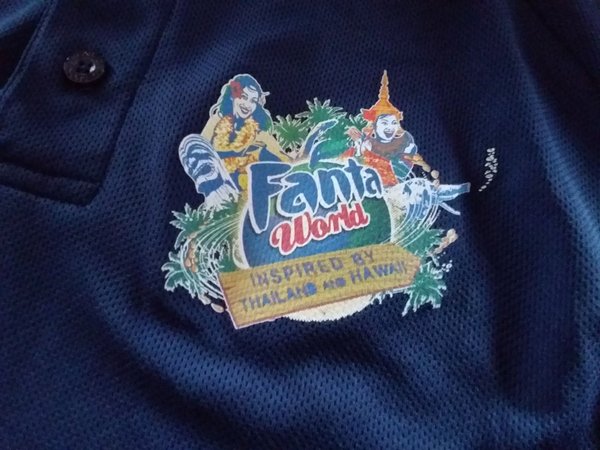 Fanta
World
INSPIRED BY
THAILAND AND HAWAII